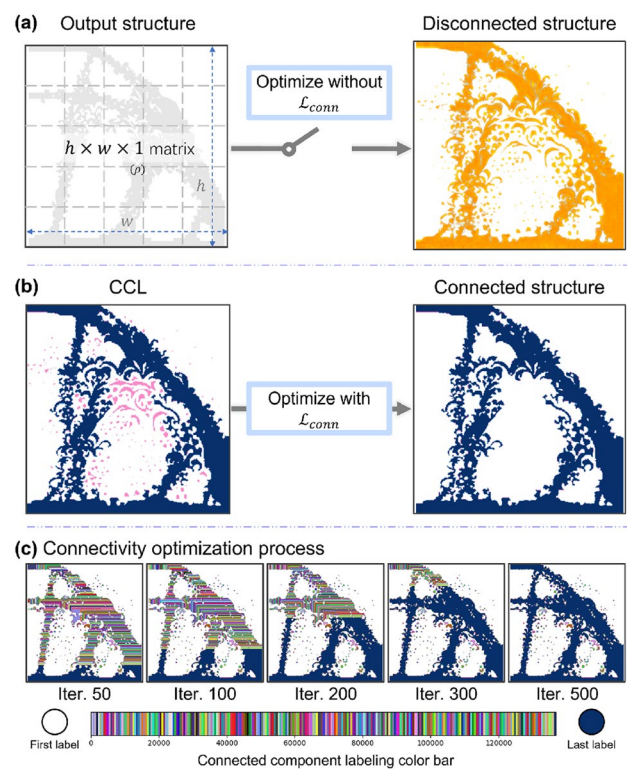 (a) Output structure Disconnected structure
Optimize without
ℒconn
h × w × 1 matrix
(ρ)
h
w
(b) CCL Connected structure
Optimize with
ℒconn
(c) Connectivity optimization process
Iter. 50 Iter. 100 Iter. 200 Iter. 300 Iter. 500
First label 0 20000 40000 60000 80000 100000 120000 Last label
Connected component labeling color bar